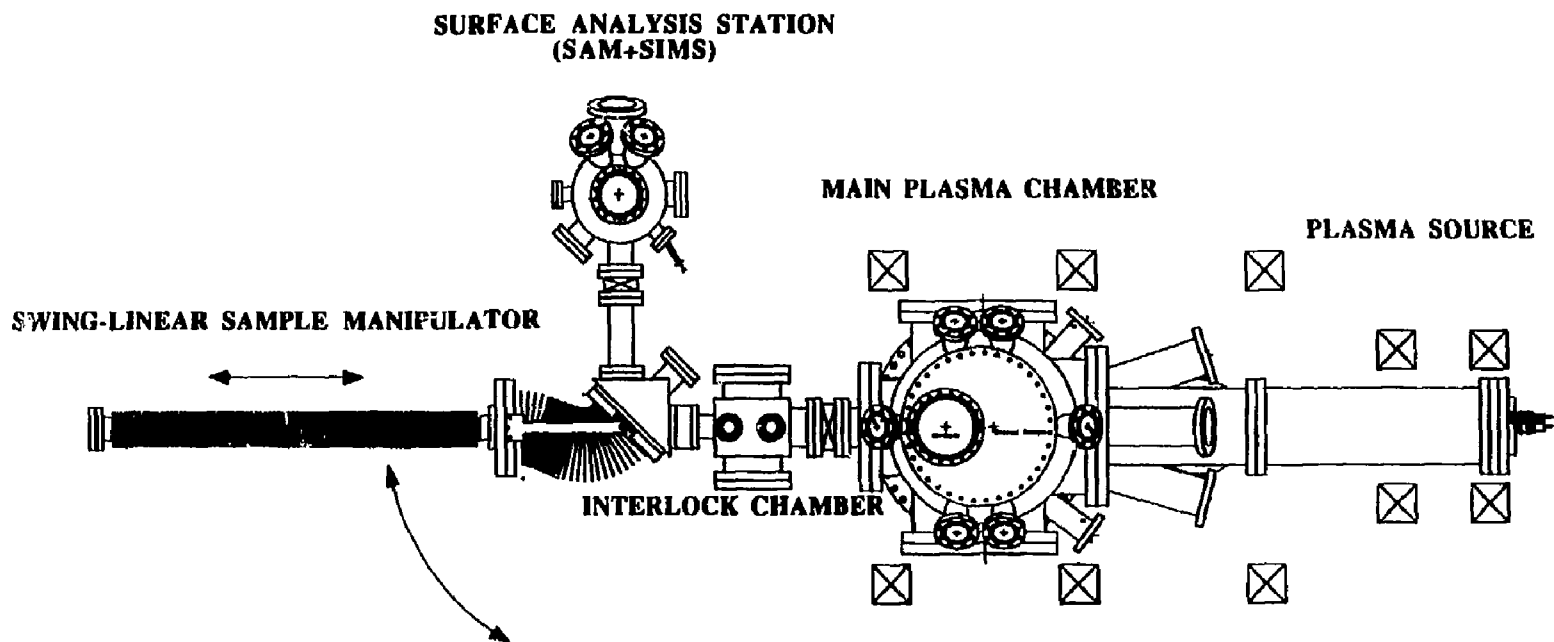 SURFACE ANALYSIS STATION
(SAM+SIMS)
MAIN PLASMA CHAMBER
PLASMA SOURCE
SWING-LINEAR SAMPLE MANIPULATOR
INTERLOCK CHAMBER